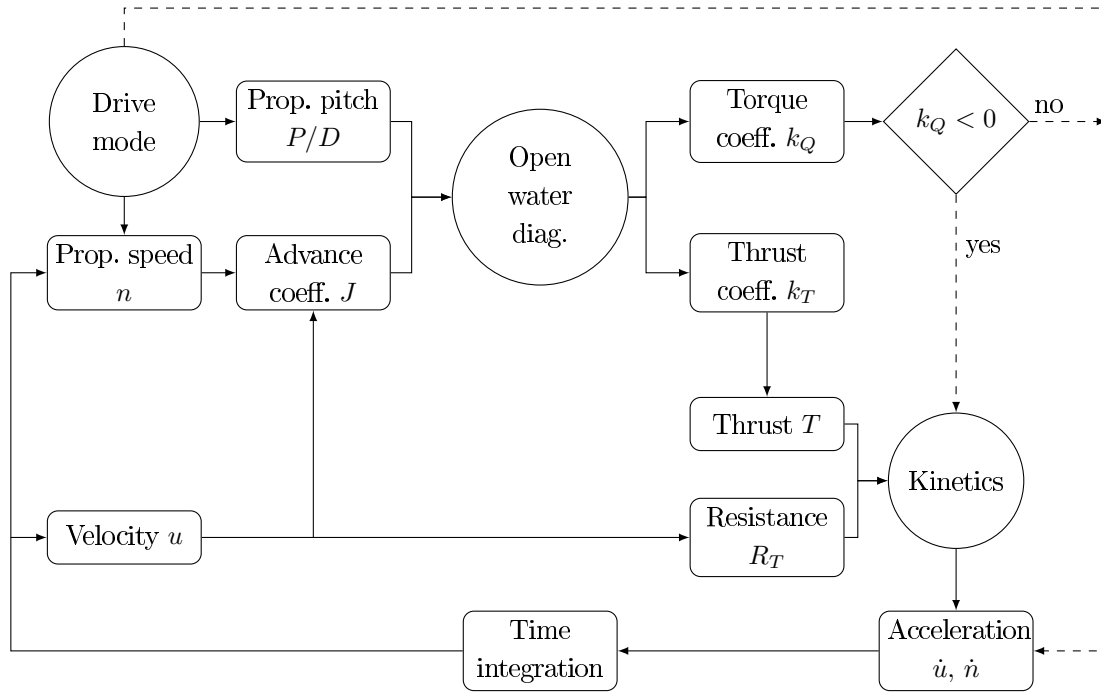 Drive
mode
Prop. pitch
P/D
Open
water
diag.
Torque
coeff. k_Q
k_Q < 0
no
yes
Prop. speed
n
Advance
coeff. J
Thrust
coeff. k_T
Thrust T
Kinetics
Velocity u
Resistance
R_T
Time
integration
Acceleration
u̇, ṅ